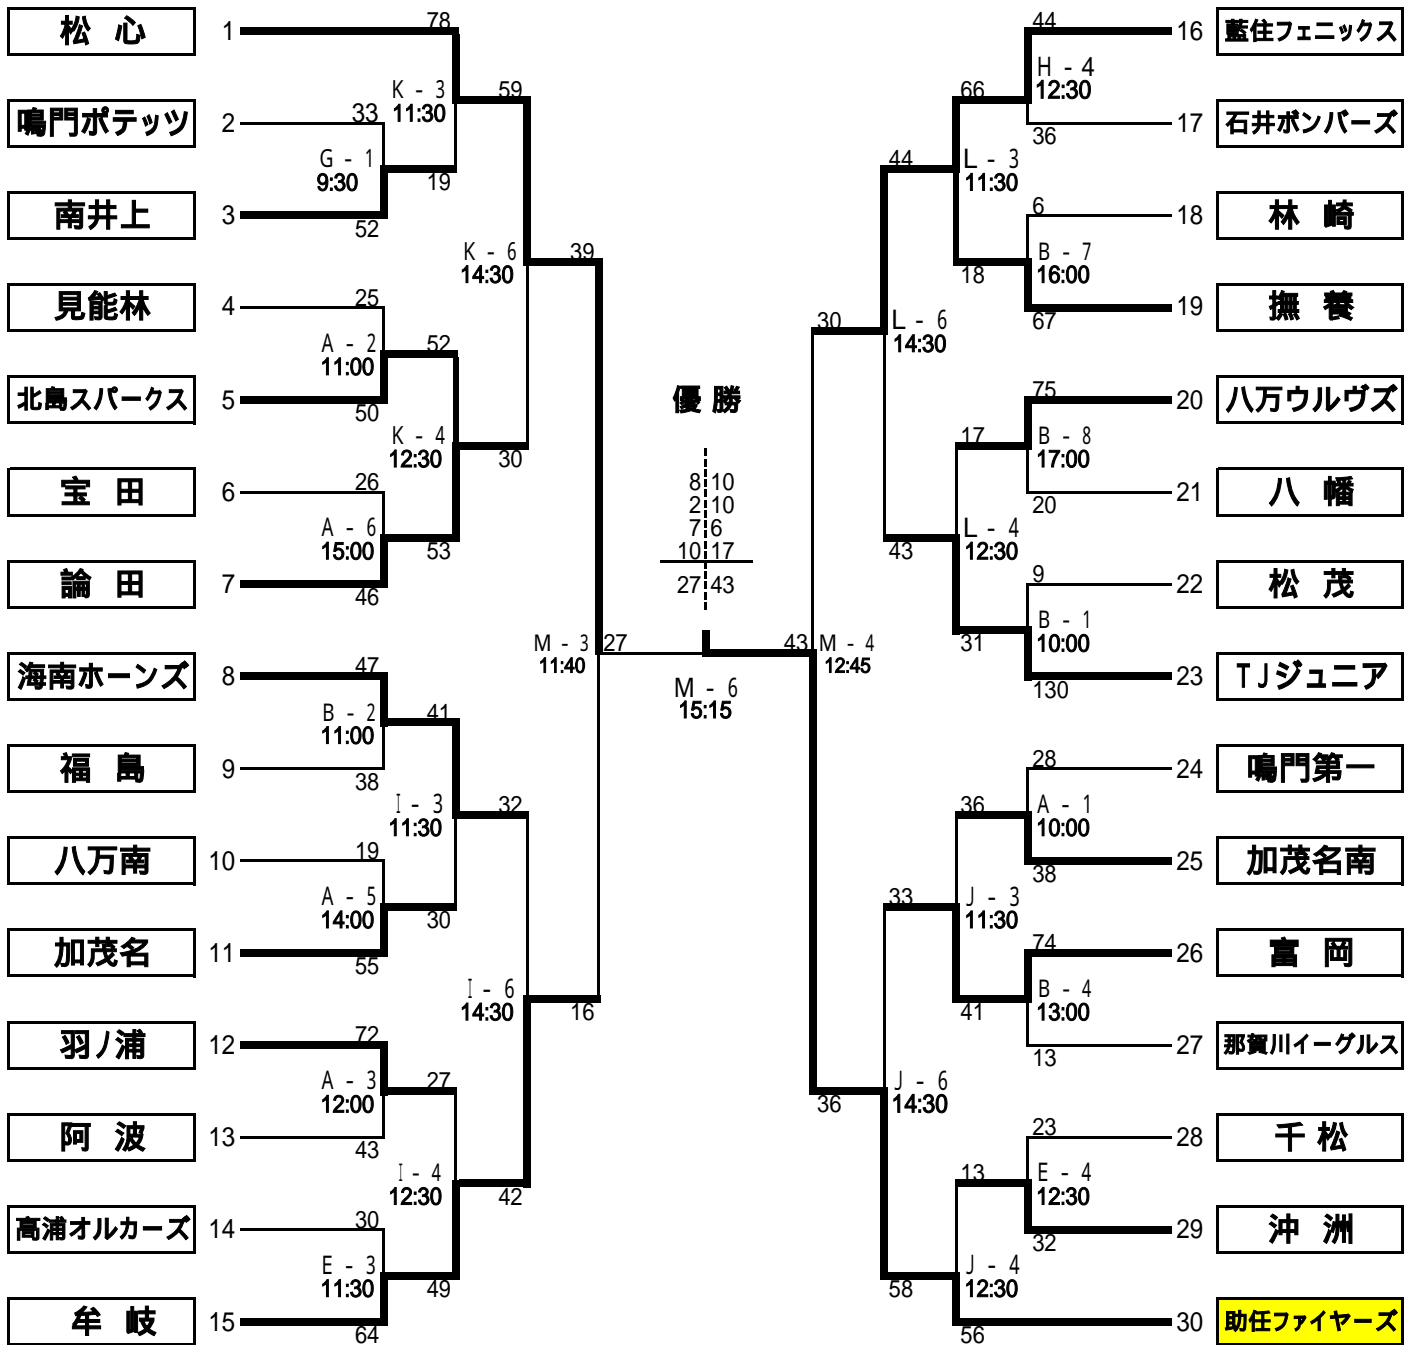 松 心 1
78
K - 3
11:30
59
鳴門ポテッツ 2
33
G - 1
9:30
19
南井上 3
52
K - 6
14:30
39
見能林 4
25
A - 2
11:00
52
北島スパークス 5
50
K - 4
12:30
30
宝 田 6
26
A - 6
15:00
53
論 田 7
46
M - 3
11:40
27
海南ホーンズ 8
47
B - 2
11:00
41
福 島 9
38
I - 3
11:30
32
八万南 10
19
A - 5
14:00
30
加茂名 11
55
I - 6
14:30
16
羽ノ浦 12
72
A - 3
12:00
27
阿 波 13
43
I - 4
12:30
42
高浦オルカーズ 14
30
E - 3
11:30
49
牟 岐 15
64
優 勝
8 10
2 10
7 6
10 17
27 43
M - 6
15:15
44
16 藍住フェニックス
H - 4
12:30
66
17 石井ボンバーズ
36
44
L - 3
11:30
18 林 崎
6
B - 7
16:00
18
19 撫 養
67
30
L - 6
14:30
20 八万ウルヴズ
75
B - 8
17:00
17
21 八 幡
20
L - 4
12:30
43
22 松 茂
9
B - 1
10:00
31
23 TJジュニア
130
43
M - 4
12:45
24 鳴門第一
28
A - 1
10:00
36
25 加茂名南
38
J - 3
11:30
33
26 富 岡
74
B - 4
13:00
41
27 那賀川イーグルス
13
J - 6
14:30
36
28 千 松
23
E - 4
12:30
13
29 沖 洲
32
J - 4
12:30
58
30 助任ファイヤーズ
56